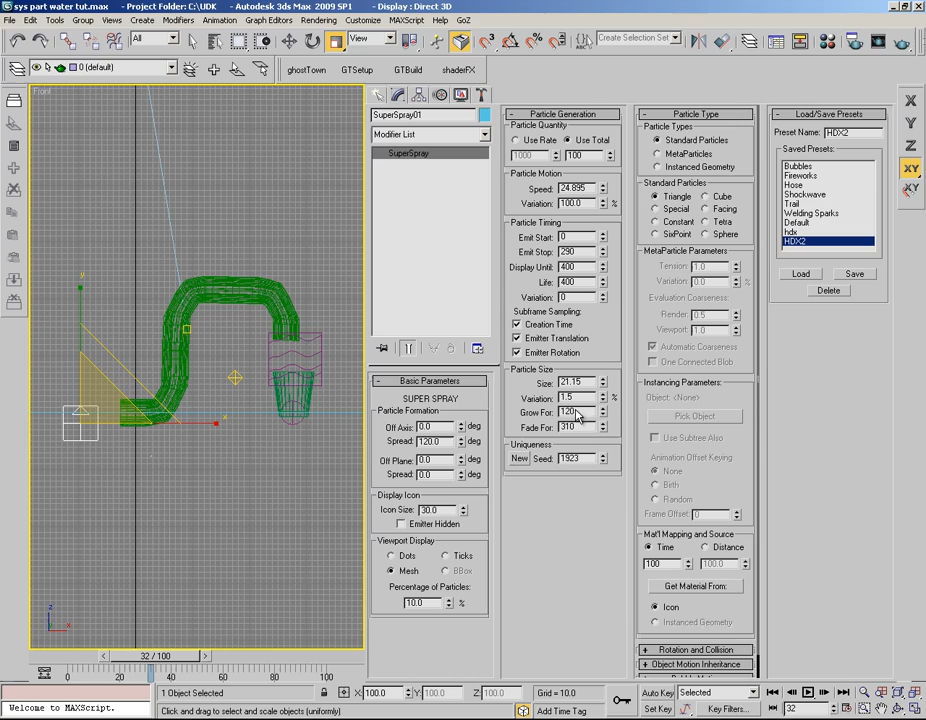 sys part water tut.max - Project Folder: C:\UDK - Autodesk 3ds Max 2009 SP1 - Display : Direct 3D
File Edit Tools Group Views Create Modifiers Animation Graph Editors Rendering Customize MAXScript Help GoZ
All View Create Selection Set
0 (default) ghostTown GTSetup GTBuild shaderFX
Front
SuperSpray01
Modifier List
SuperSpray
- Basic Parameters
SUPER SPRAY
Particle Formation
Off Axis: 0.0 deg
Spread: 120.0 deg
Off Plane: 0.0 deg
Spread: 0.0 deg
Display Icon
Icon Size: 30.0
Emitter Hidden
Viewport Display
Dots Ticks
Mesh BBox
Percentage of Particles:
10.0 %
- Particle Generation
Particle Quantity
Use Rate Use Total
1000 100
Particle Motion
Speed: 24.895
Variation: 100.0 %
Particle Timing
Emit Start: 0
Emit Stop: 290
Display Until: 400
Life: 400
Variation: 0
Subframe Sampling:
Creation Time
Emitter Translation
Emitter Rotation
Particle Size
Size: 21.15
Variation: 1.5 %
Grow For: 120
Fade For: 310
Uniqueness
New Seed: 1923
- Particle Type
Particle Types
Standard Particles
MetaParticles
Instanced Geometry
Standard Particles
Triangle Cube
Special Facing
Constant Tetra
SixPoint Sphere
MetaParticle Parameters
Tension: 1.0
Variation: 0.0 %
Evaluation Coarseness:
Render: 0.5
Viewport: 1.0
Automatic Coarseness
One Connected Blob
Instancing Parameters:
Object: <None>
Pick Object
Use Subtree Also
Animation Offset Keying
None
Birth
Random
Frame Offset: 0
Mat'l Mapping and Source
Time Distance
100 100.0
Get Material From:
Icon
Instanced Geometry
+ Rotation and Collision
+ Object Motion Inheritance
- Load/Save Presets
Preset Name: HDX2
Saved Presets:
Bubbles
Fireworks
Hose
Shockwave
Trail
Welding Sparks
Default
hdx
HDX2
Load Save
Delete
X
Y
Z
XY
XY
y
x
z
x
< 32 / 100 >
0 20 40 60 80 100
1 Object Selected X: 100.0 Y: 100.0 Z: 100.0 Grid = 10.0 Auto Key Selected
Welcome to MAXScript. Click and drag to select and scale objects (uniformly) Add Time Tag Set Key Key Filters... 32